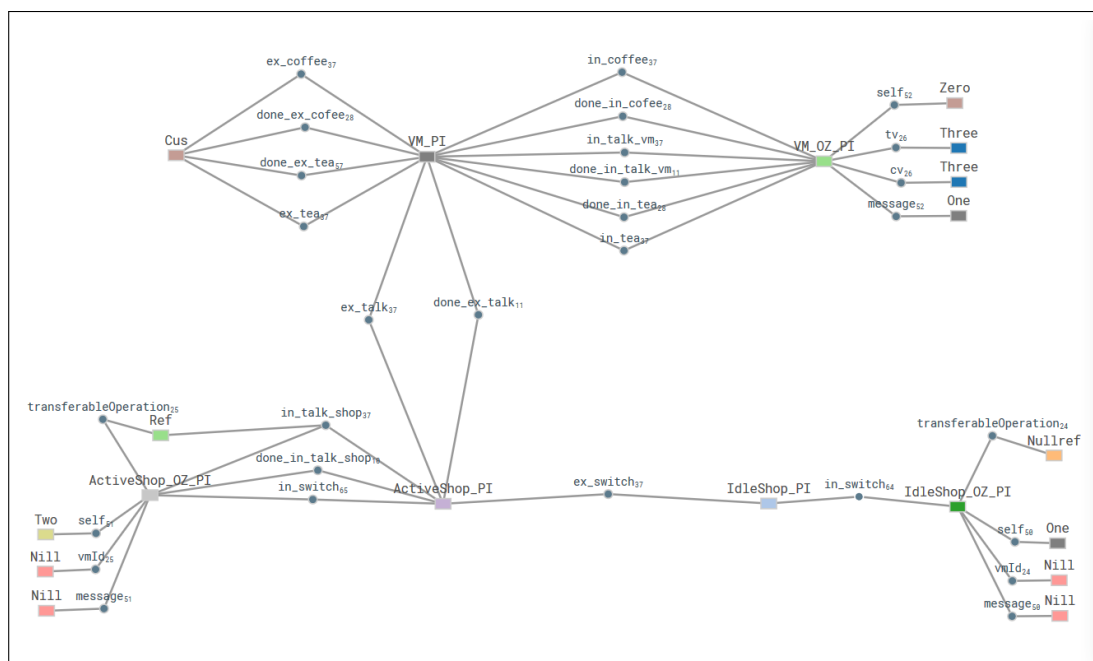 ex_coffee₃₇
in_coffee₃₇
self₅₂
Zero
done_ex_cofee₂₈
done_in_cofee₂₈
Cus
VM_PI
in_talk_vm₃₇
VM_OZ_PI
tv₂₆
Three
done_ex_tea₅₇
done_in_talk_vm₁₁
cv₂₆
Three
ex_tea₃₇
done_in_tea₂₈
message₅₂
One
in_tea₃₇
ex_talk₃₇
done_ex_talk₁₁
transferableOperation₂₅
Ref
in_talk_shop₃₇
transferableOperation₂₄
Nullref
ActiveShop_OZ_PI
done_in_talk_shop₁₀
in_switch₆₅
ActiveShop_PI
ex_switch₃₇
IdleShop_PI
in_switch₆₄
IdleShop_OZ_PI
Two
self₅₁
self₅₀
One
Nill
vmId₂₅
vmId₂₄
Nill
Nill
message₅₁
message₅₀
Nill